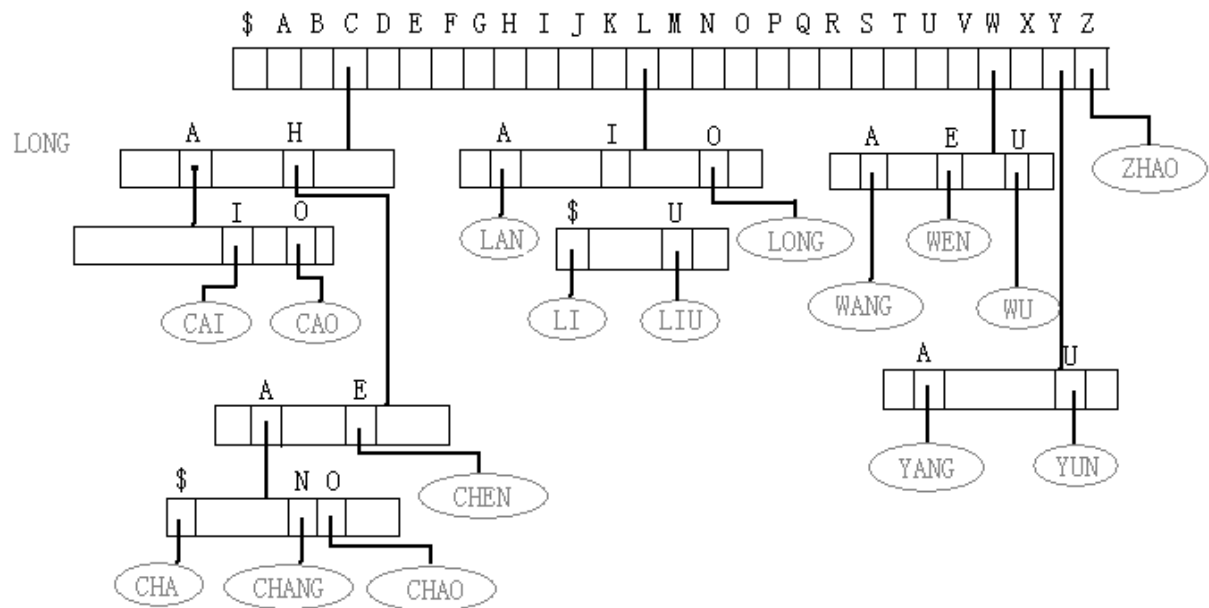 $ A B C D E F G H I J K L M N O P Q R S T U V W X Y Z
LONG
A H
A I O
A E U
ZHAO
I O
$ U
LAN
LONG
WEN
CAI
CAO
LI
LIU
WANG
WU
A U
A E
YANG
YUN
$ N O
CHEN
CHA
CHANG
CHAO